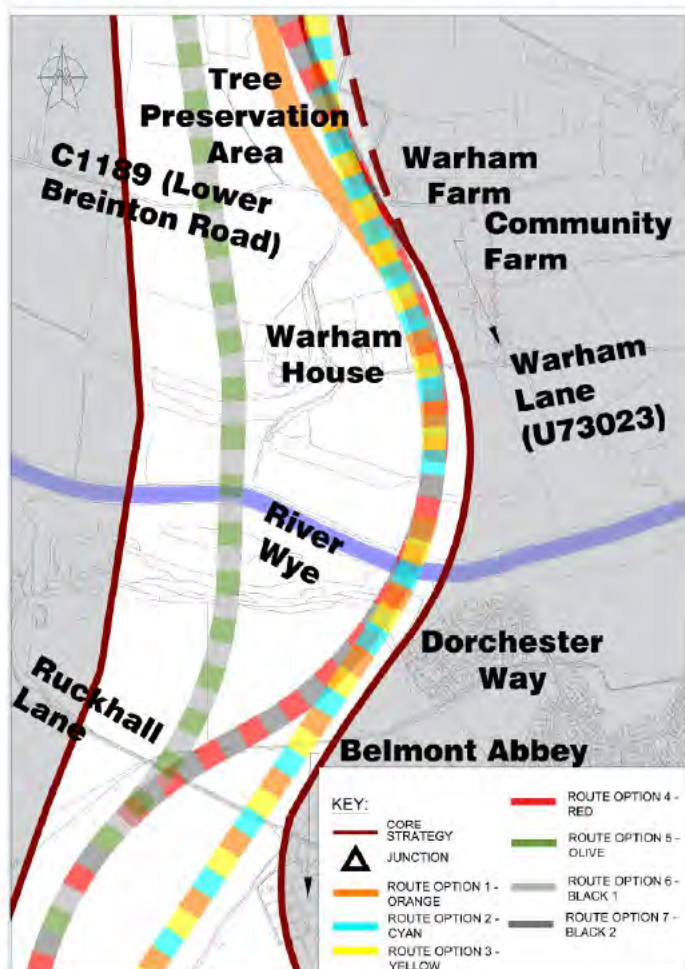 Tree
Preservation
Area
C1189 (Lower
Breinton Road)
Warham
Farm
Community
Farm
Warham
House
Warham
Lane
(U73023)
River
Wye
Dorchester
Way
Ruckhall
Lane
Belmont Abbey
KEY:
CORE
STRATEGY
JUNCTION
ROUTE OPTION 1 -
ORANGE
ROUTE OPTION 2 -
CYAN
ROUTE OPTION 3 -
YELLOW
ROUTE OPTION 4 -
RED
ROUTE OPTION 5 -
OLIVE
ROUTE OPTION 6 -
BLACK 1
ROUTE OPTION 7 -
BLACK 2